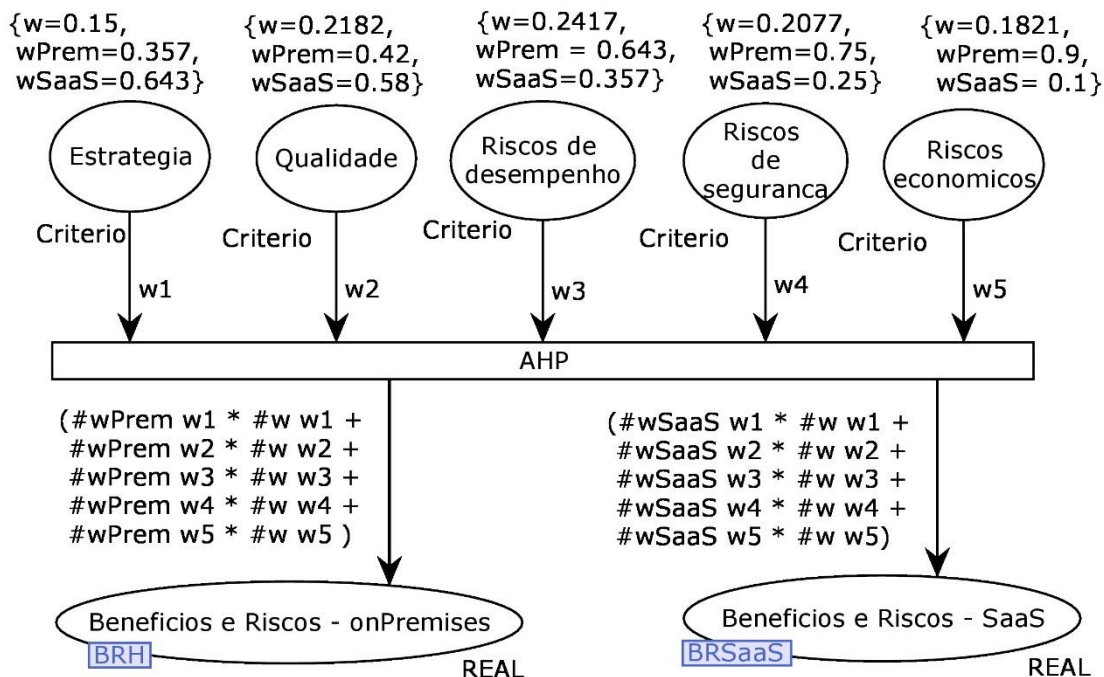 {w=0.15,
wPrem=0.357,
wSaaS=0.643}
{w=0.2182,
wPrem=0.42,
wSaaS=0.58}
{w=0.2417,
wPrem = 0.643,
wSaaS=0.357}
{w=0.2077,
wPrem=0.75,
wSaaS=0.25}
{w=0.1821,
wPrem=0.9,
wSaaS= 0.1}
Estrategia
Qualidade
Riscos de
desempenho
Riscos
de
seguranca
Riscos
economicos
Criterio
Criterio
Criterio
Criterio
Criterio
w1
w2
w3
w4
w5
AHP
(#wPrem w1 * #w w1 +
#wPrem w2 * #w w2 +
#wPrem w3 * #w w3 +
#wPrem w4 * #w w4 +
#wPrem w5 * #w w5 )
(#wSaaS w1 * #w w1 +
#wSaaS w2 * #w w2 +
#wSaaS w3 * #w w3 +
#wSaaS w4 * #w w4 +
#wSaaS w5 * #w w5)
Beneficios e Riscos - onPremises
BRH
REAL
Beneficios e Riscos - SaaS
BRSaaS
REAL